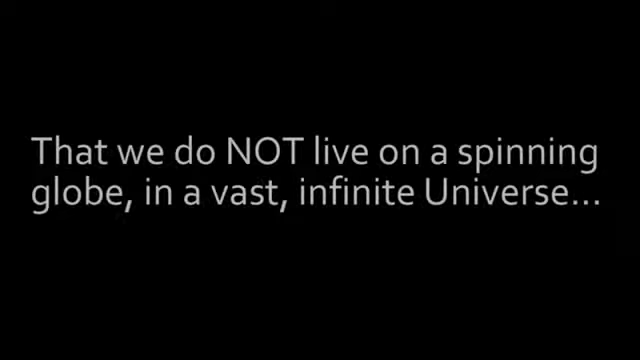 That we do NOT live on a spinning
globe, in a vast, infinite Universe...